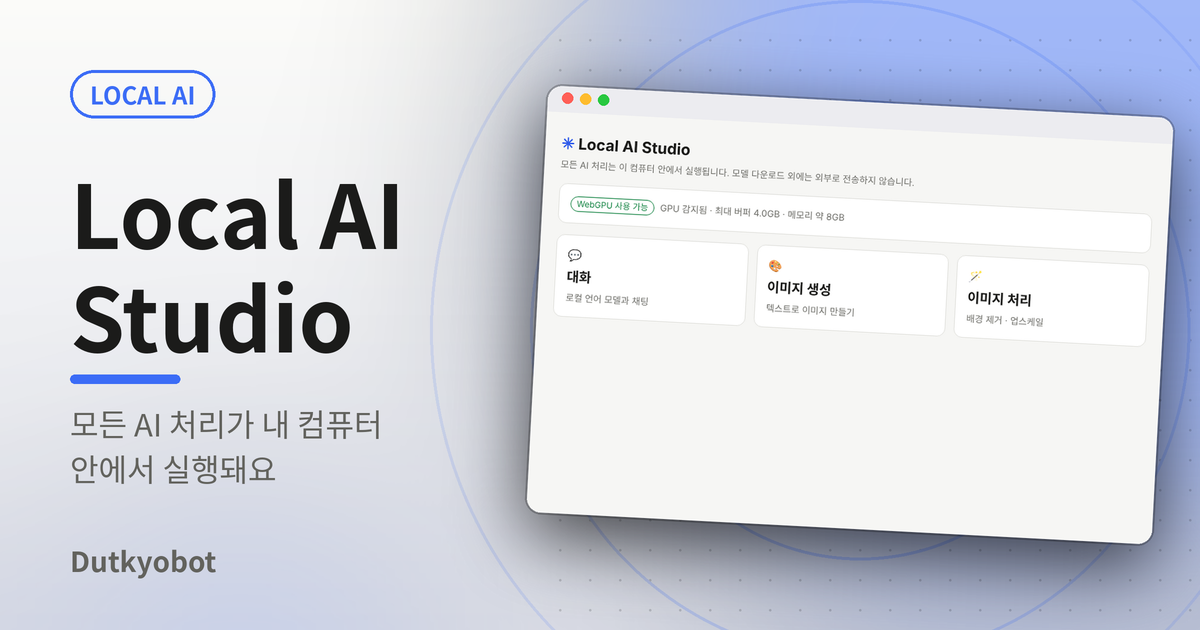 LOCAL AI
Local AI
Studio
모든 AI 처리가 내 컴퓨터
안에서 실행돼요
Dutkyobot
Local AI Studio
모든 AI 처리는 이 컴퓨터 안에서 실행됩니다. 모델 다운로드 외에는 외부로 전송하지 않습니다.
WebGPU 사용 가능 GPU 감지됨 · 최대 버퍼 4.0GB · 메모리 약 8GB
대화
로컬 언어 모델과 채팅
이미지 생성
텍스트로 이미지 만들기
이미지 처리
배경 제거 · 업스케일